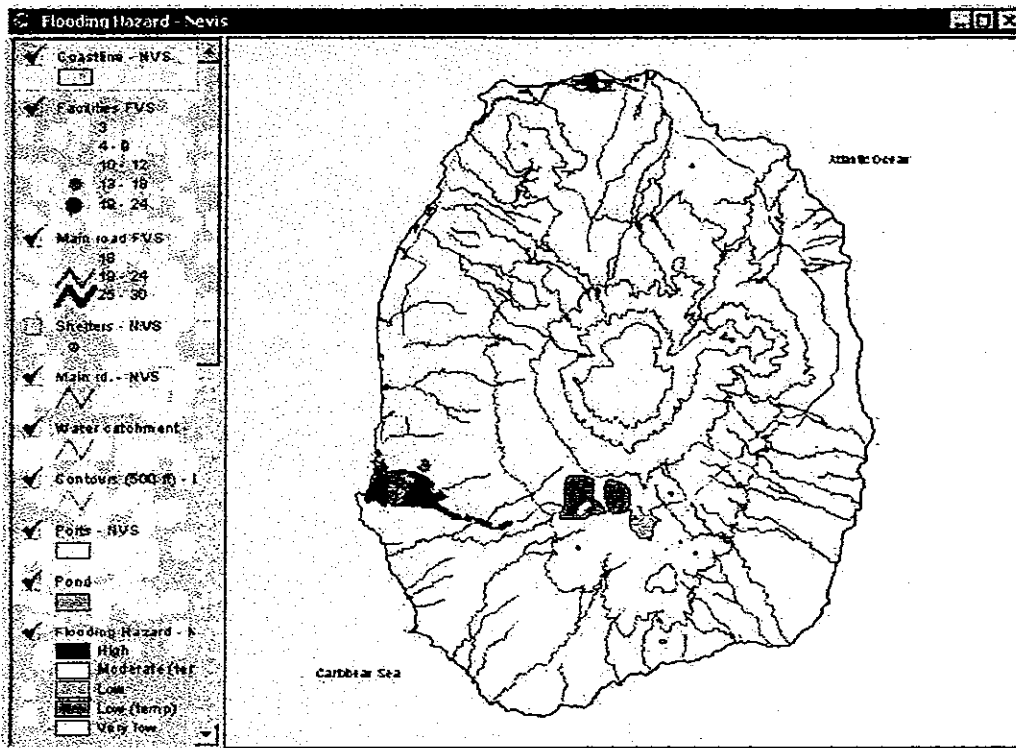 Flooding Hazard - Nevis
Coastline - NVS
Facilities FVS
3
4 - 9
10 - 12
13 - 18
19 - 24
Main road FVS
18
19 - 24
25 - 30
Shelters - NVS
Main rd. - NVS
Water catchment -
Contours (500 ft) - 
Ports - NVS
Pond
Flooding Hazard - N
High
Moderate (ter
Low
Low (temp)
Very low
Atlantic Ocean
Caribbean Sea